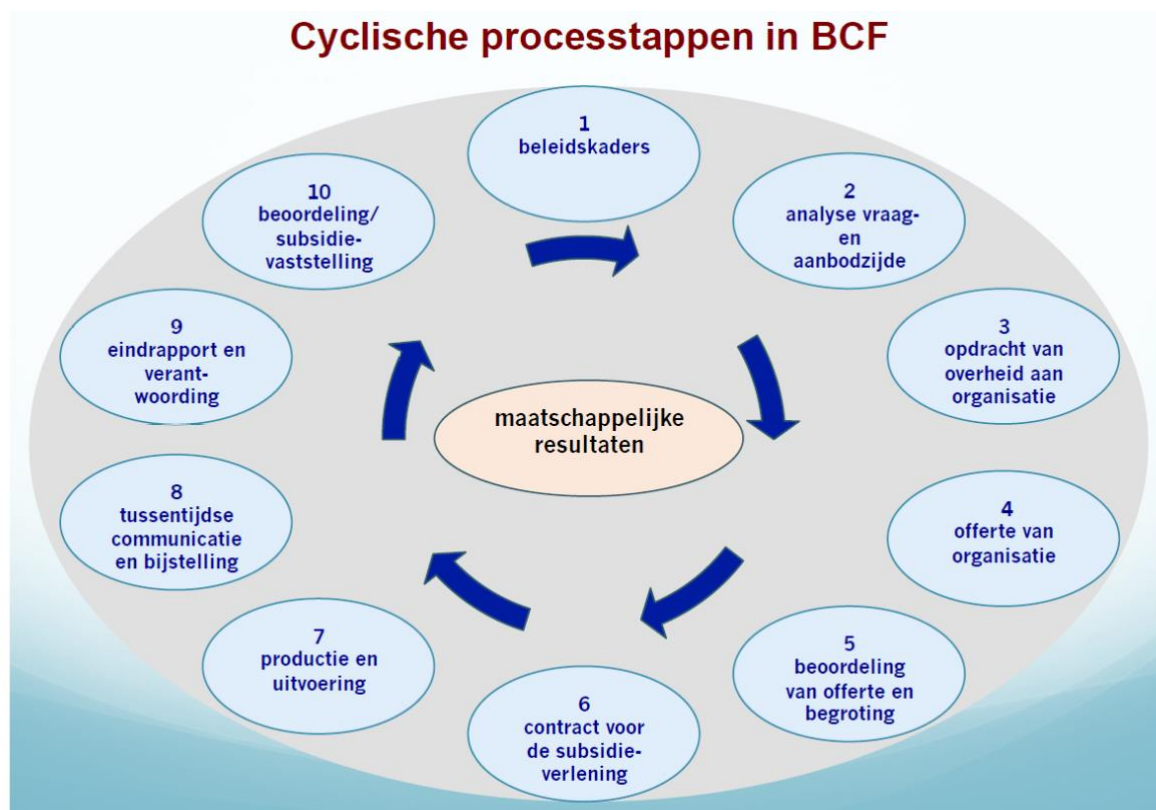 Cyclische processtappen in BCF
1
beleidskaders
2
analyse vraag-
en
aanbodzijde
3
opdracht van
overheid aan
organisatie
4
offerte van
organisatie
5
beoordeling
van offerte en
begroting
6
contract voor
de subsidie-
verlening
7
productie en
uitvoering
8
tussentijdse
communicatie
en bijstelling
9
eindrapport en
verant-
woording
10
beoordeling/
subsidie-
vaststelling
maatschappelijke
resultaten